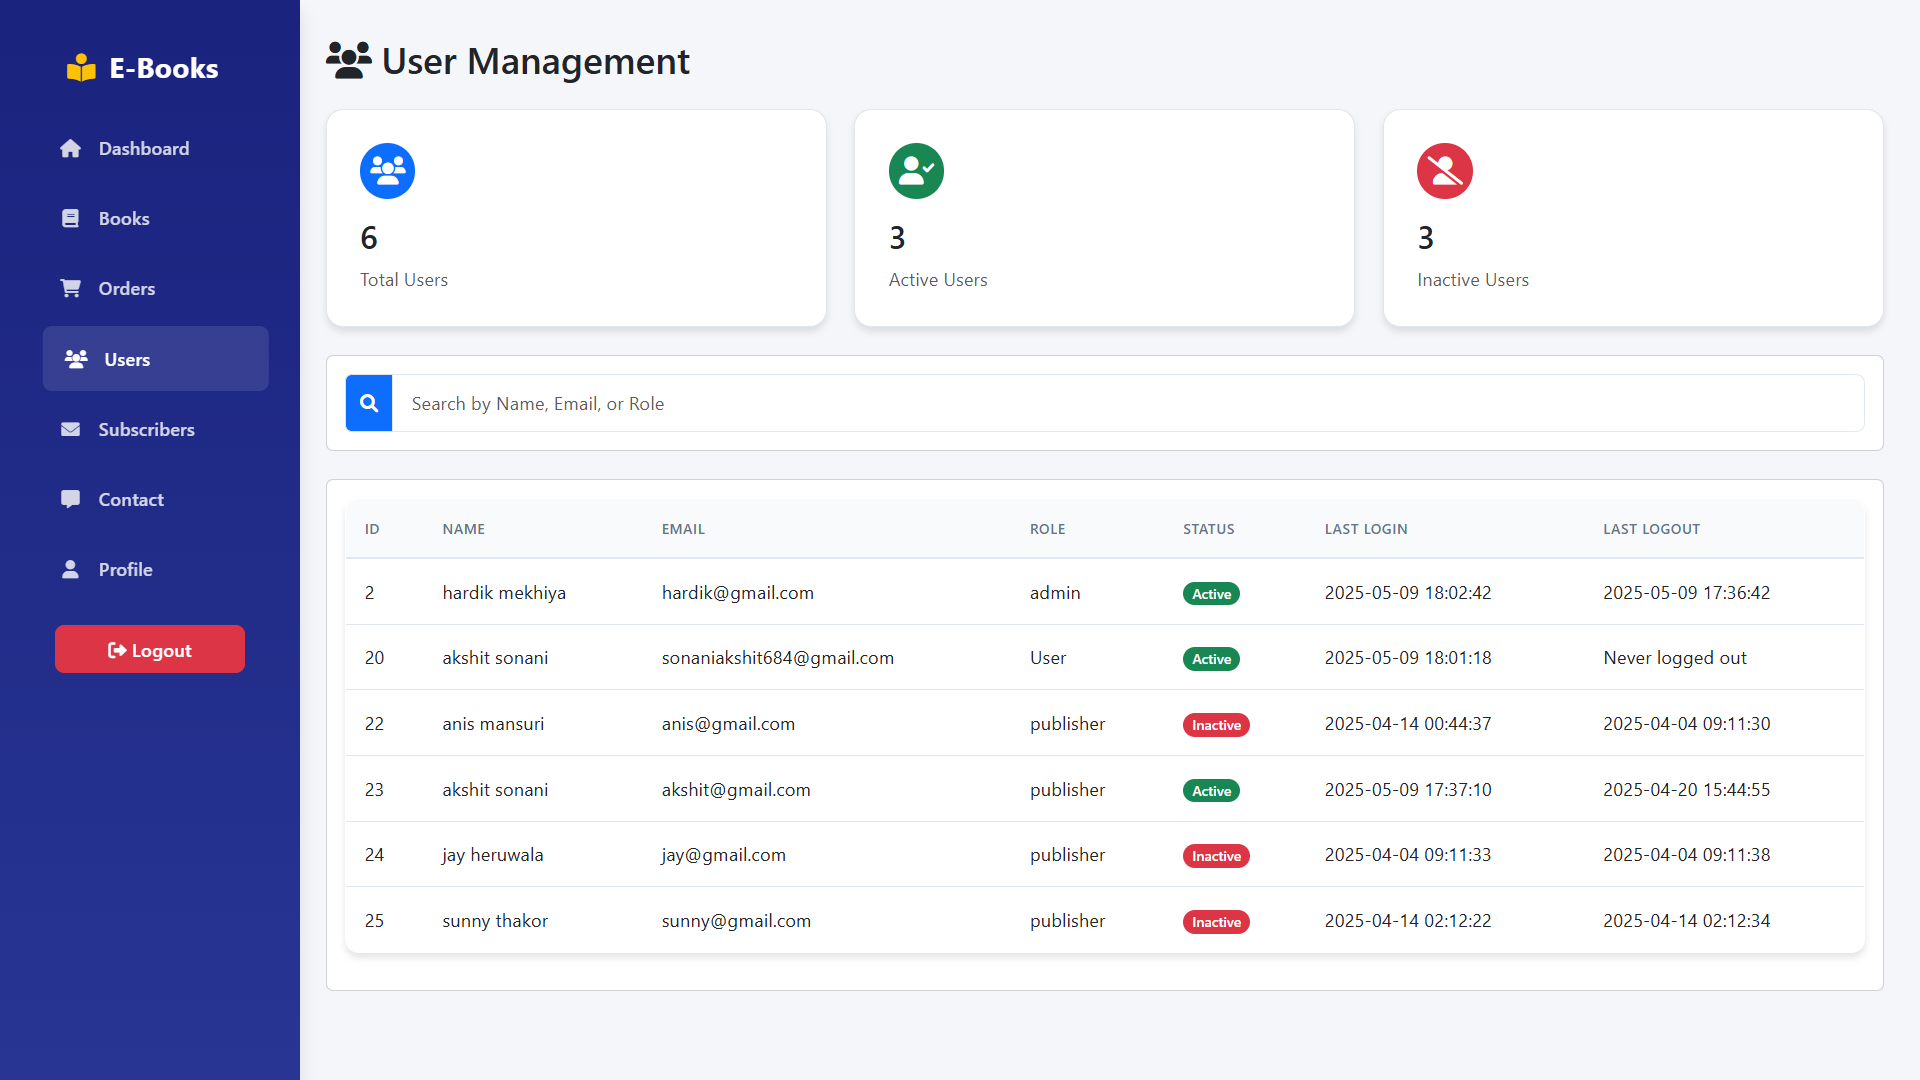 E-Books
Dashboard
Books
Orders
Users
Subscribers
Contact
Profile
Logout
User Management
6
Total Users
3
Active Users
3
Inactive Users
Search by Name, Email, or Role
ID NAME EMAIL ROLE STATUS LAST LOGIN LAST LOGOUT
2 hardik mekhiya hardik@gmail.com admin Active 2025-05-09 18:02:42 2025-05-09 17:36:42
20 akshit sonani sonaniakshit684@gmail.com User Active 2025-05-09 18:01:18 Never logged out
22 anis mansuri anis@gmail.com publisher Inactive 2025-04-14 00:44:37 2025-04-04 09:11:30
23 akshit sonani akshit@gmail.com publisher Active 2025-05-09 17:37:10 2025-04-20 15:44:55
24 jay heruwala jay@gmail.com publisher Inactive 2025-04-04 09:11:33 2025-04-04 09:11:38
25 sunny thakor sunny@gmail.com publisher Inactive 2025-04-14 02:12:22 2025-04-14 02:12:34